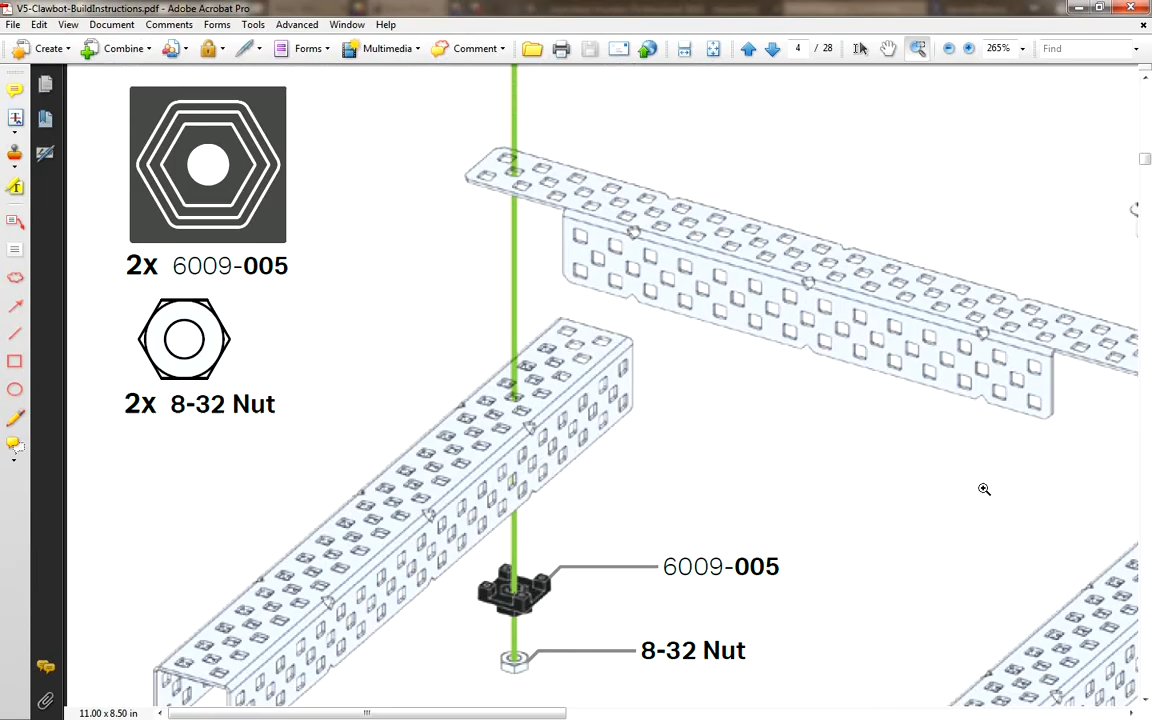 V5-Clawbot-BuildInstructions.pdf - Adobe Acrobat Pro
File Edit View Document Comments Forms Tools Advanced Window Help
Create Combine Forms Multimedia Comment 4 / 28 265% Find
2x 6009-005
2x 8-32 Nut
6009-005
8-32 Nut
11.00 x 8.50 in